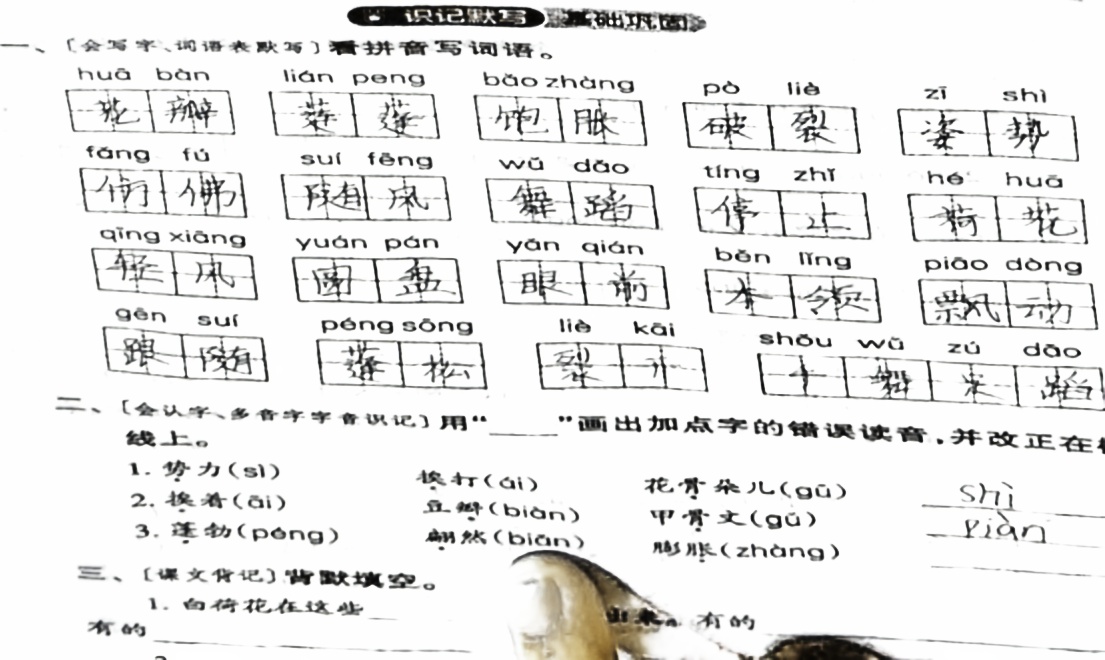 识记默写 基础巩固
一、〔会写字、词语表默写〕看拼音写词语。
huā bàn lián peng bǎo zhàng pò liè zī shì
花 瓣 莲 蓬 饱 胀 破 裂 姿 势
fǎng fú suí fēng wǔ dǎo tíng zhǐ hé huā
仿 佛 随 风 舞 蹈 停 止 荷 花
qīng xiāng yuán pán yǎn qián běn lǐng piāo dòng
圆 盘 眼 前 本 领 飘 动
gēn suí péng sōng liè kāi shǒu wǔ zú dǎo
跟 随 蓬 松 裂 舞 蹈
二、〔会认字、多音字字音识记〕用“____”画出加点字的错误读音,并改正在
线上。
1. 势力(sì) 挨打(ái) 花骨朵儿(gū) shì
2. 挨着(āi) 豆瓣(biàn) 甲骨文(gǔ) piàn
3. 蓬勃(péng) 翩然(biān) 膨胀(zhàng)
三、〔课文背记〕背默填空。
1. 白荷花在这些 出来。有的
有的